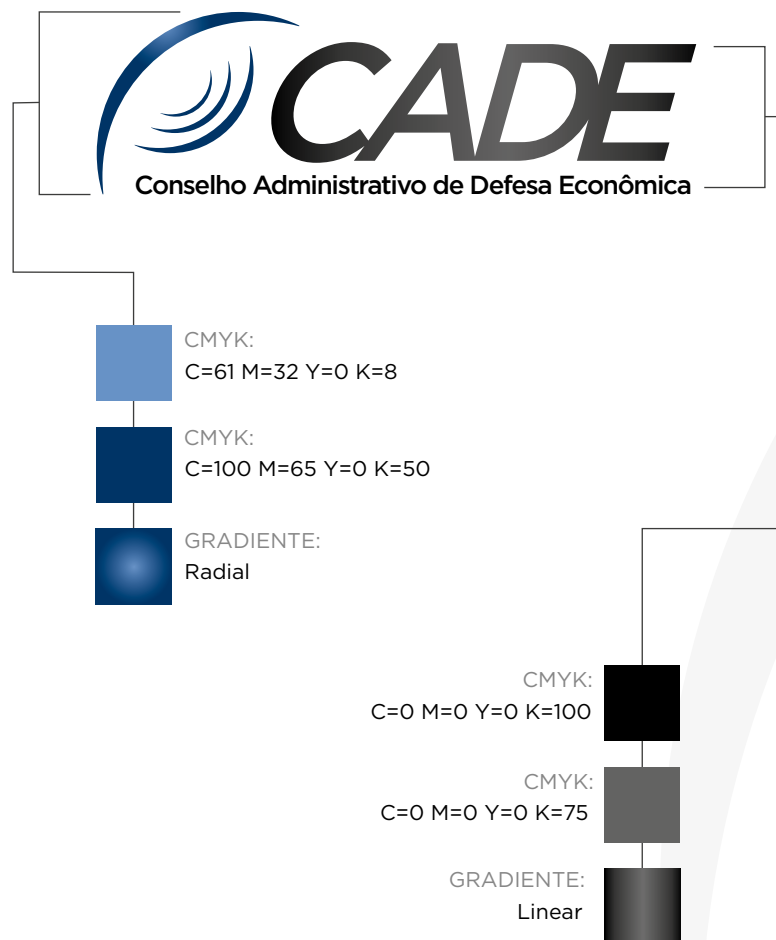 CADE
Conselho Administrativo de Defesa Econômica
CMYK:
C=61 M=32 Y=0 K=8
CMYK:
C=100 M=65 Y=0 K=50
GRADIENTE:
Radial
CMYK:
C=0 M=0 Y=0 K=100
CMYK:
C=0 M=0 Y=0 K=75
GRADIENTE:
Linear